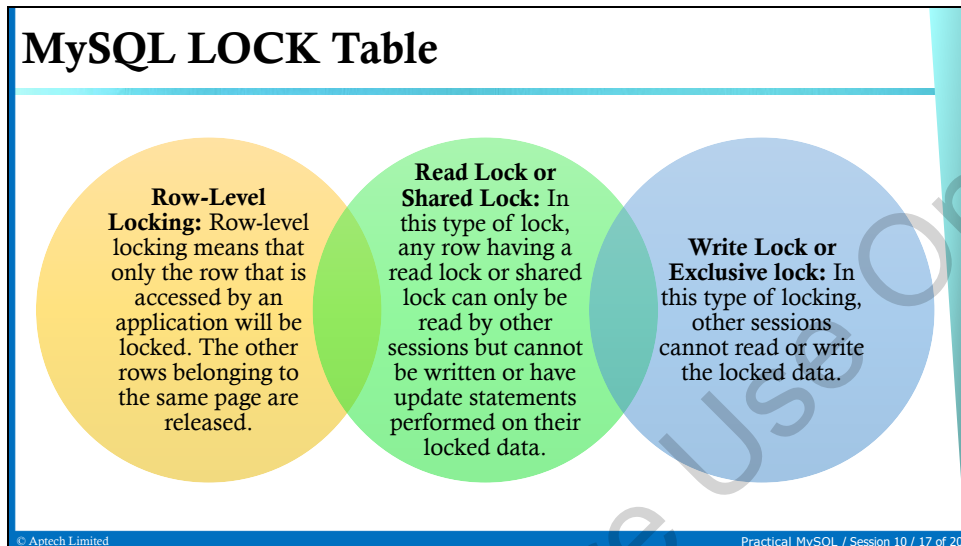 MySQL LOCK Table
Row-Level
Locking: Row-level
locking means that
only the row that is
accessed by an
application will be
locked. The other
rows belonging to
the same page are
released.
Read Lock or
Shared Lock: In
this type of lock,
any row having a
read lock or shared
lock can only be
read by other
sessions but cannot
be written or have
update statements
performed on their
locked data.
Write Lock or
Exclusive lock: In
this type of locking,
other sessions
cannot read or write
the locked data.
Use
© Aptech Limited
Practical MySQL / Session 10 / 17 of 20